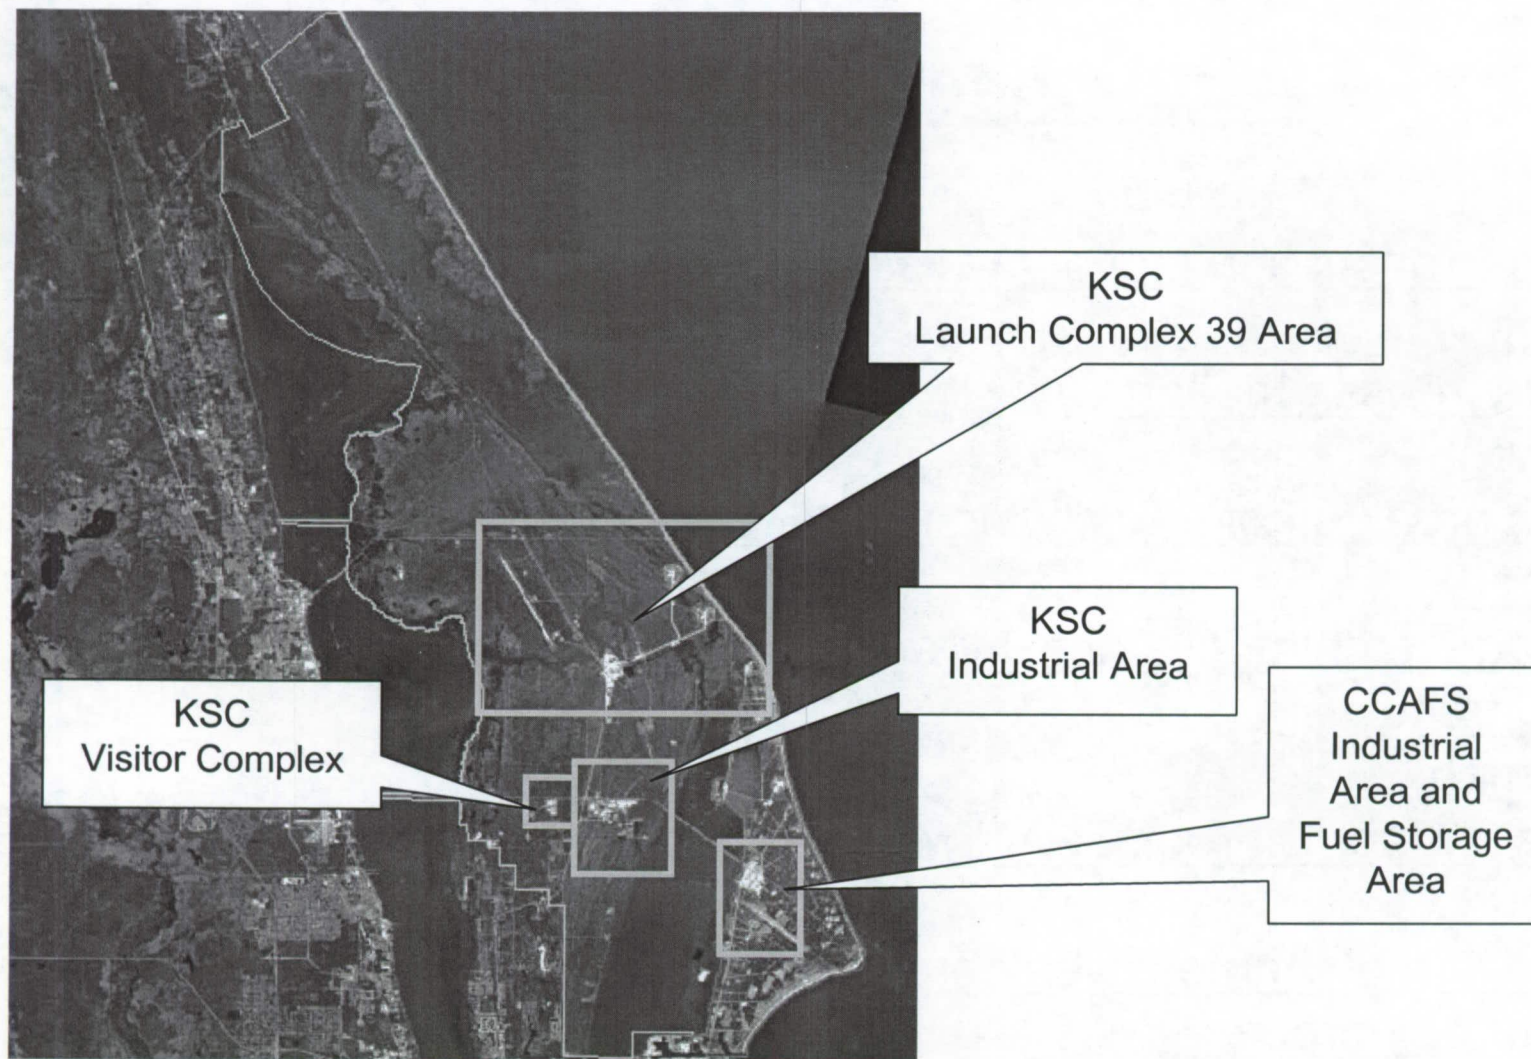 KSC
Launch Complex 39 Area
KSC
Industrial Area
CCAFS
Industrial
Area and
Fuel Storage
Area
KSC
Visitor Complex